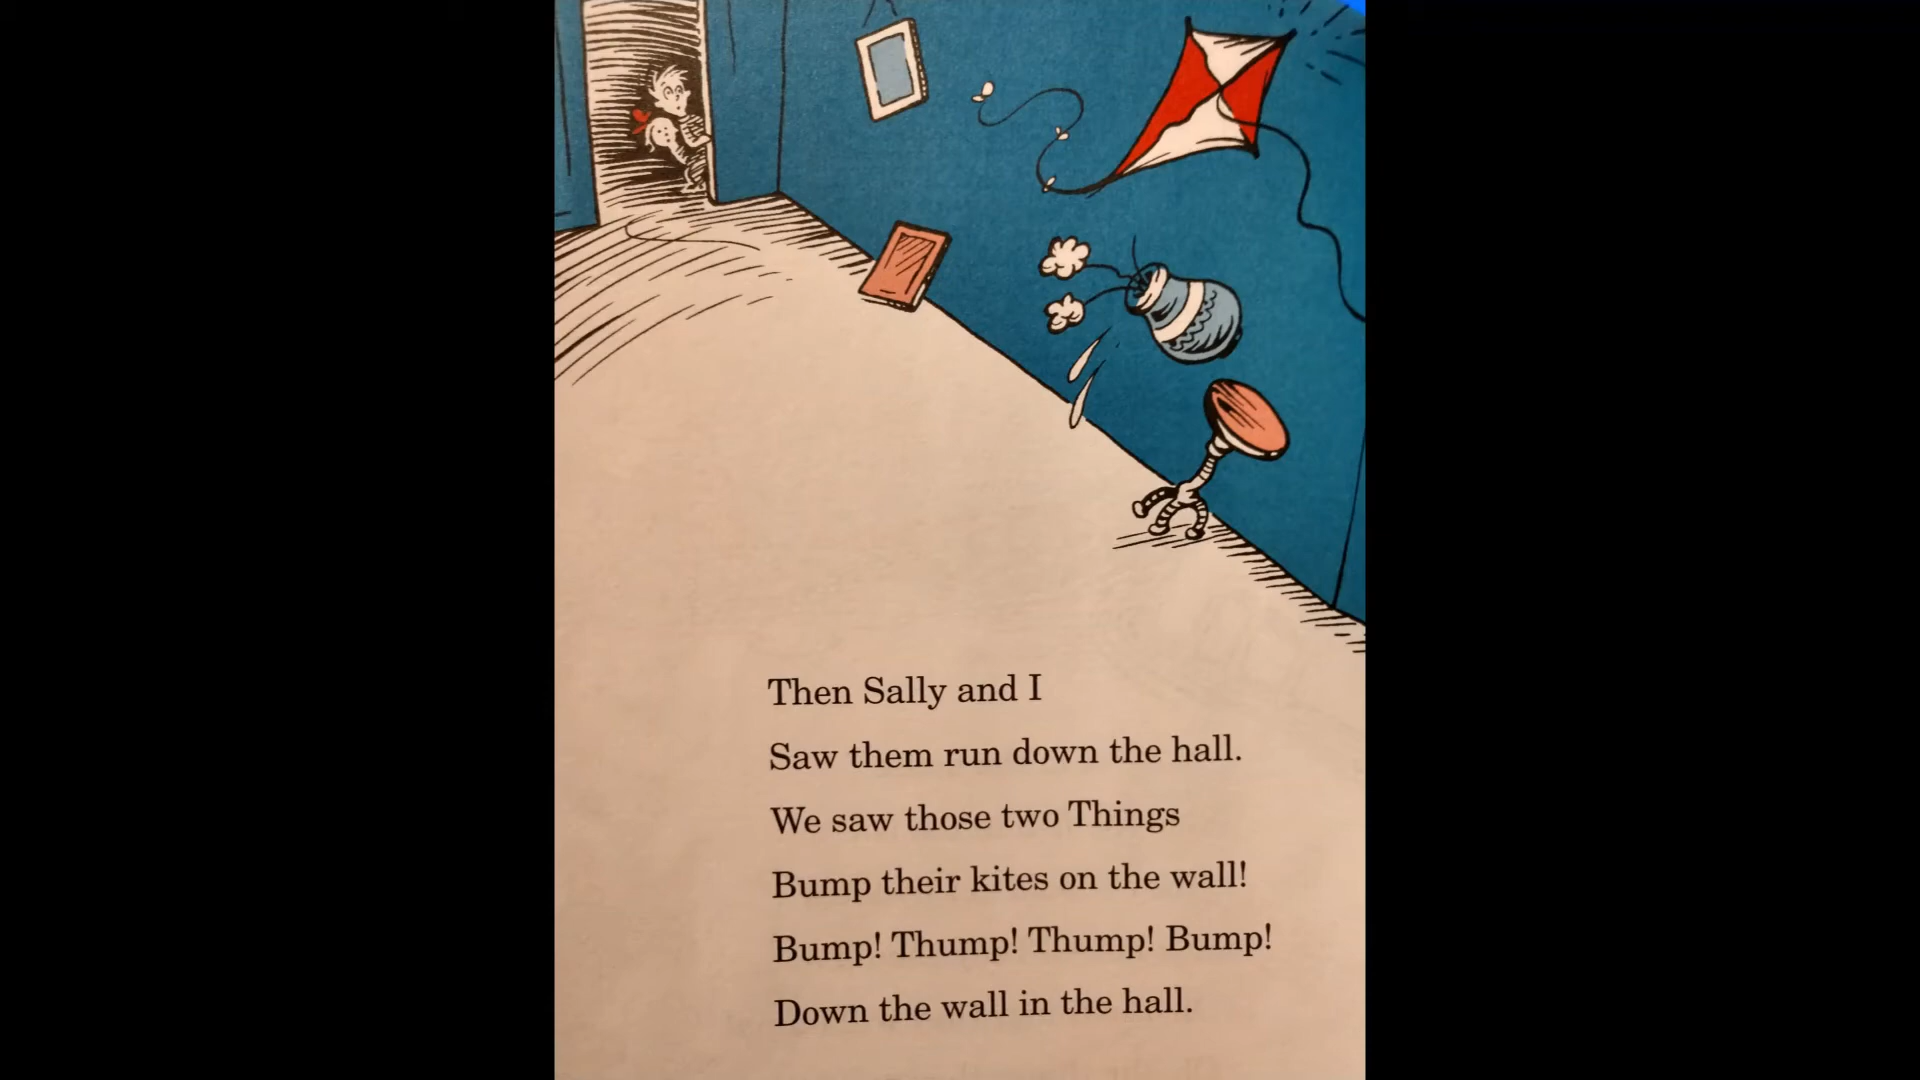 Then Sally and I
Saw them run down the hall.
We saw those two Things
Bump their kites on the wall!
Bump! Thump! Thump! Bump!
Down the wall in the hall.